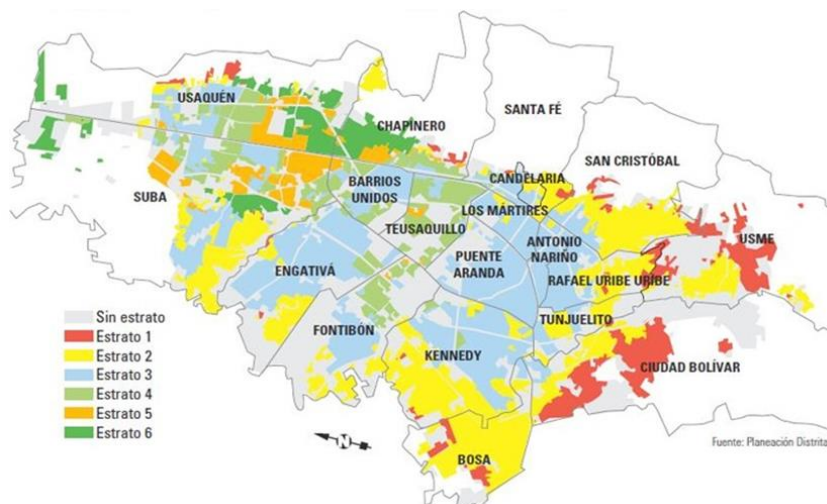 USAQUÉN
CHAPINERO
SANTA FÉ
SAN CRISTÓBAL
CANDELARIA
BARRIOS
UNIDOS
SUBA
LOS MÁRTIRES
TEUSAQUILLO
USME
ANTONIO
NARIÑO
PUENTE
ARANDA
ENGATIVÁ
RAFAEL URIBE URIBE
FONTIBÓN
TUNJUELITO
KENNEDY
CIUDAD BOLÍVAR
BOSA
Sin estrato
Estrato 1
Estrato 2
Estrato 3
Estrato 4
Estrato 5
Estrato 6
N
Fuente: Planeación Distrita